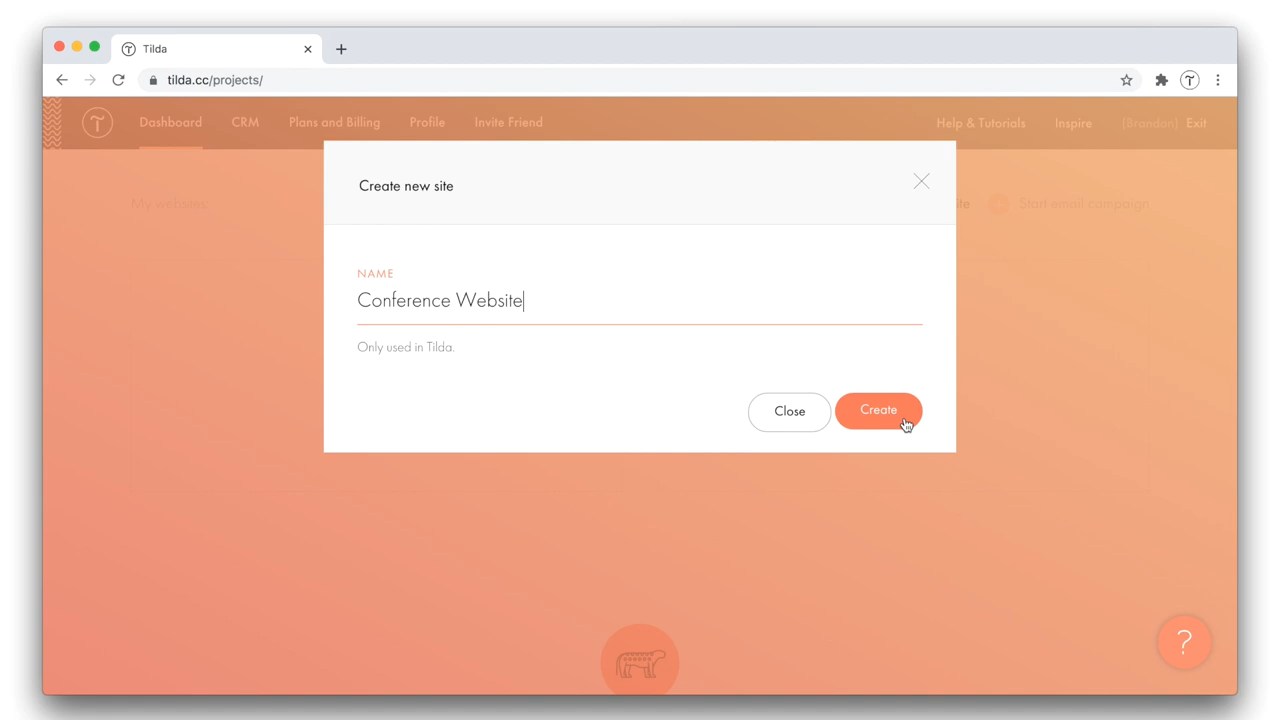 Tilda
tilda.cc/projects/
Dashboard CRM Plans and Billing Profile Invite Friend Help & Tutorials Inspire (Brandon) Exit
My websites:
Create new site
Start email campaign
NAME
Conference Website
Only used in Tilda.
Close Create
?